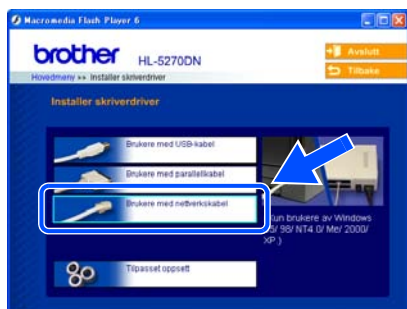 Macromedia Flash Player 6
brother HL-5270DN
Avslutt
Tilbake
Hovedmeny >> Installer skriverdriver
Installer skriverdriver
Brukere med USB-kabel
Brukere med parallellkabel
Brukere med nettverkskabel
Kun brukere av Windows
98/ NT4.0/ Me/ 2000/
XP.)
Tilpasset oppsett